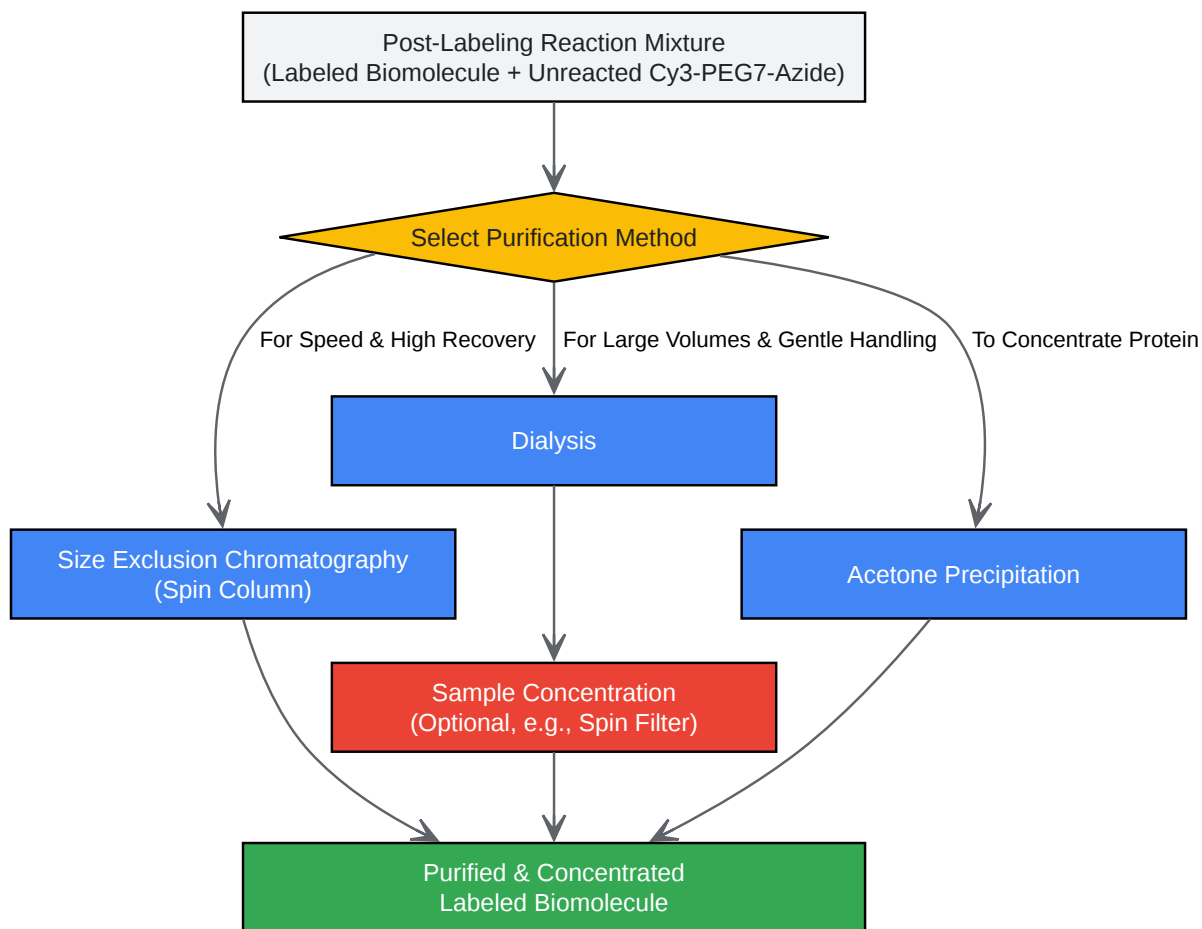 Post-Labeling Reaction Mixture
(Labeled Biomolecule + Unreacted Cy3-PEG7-Azide)
Select Purification Method
For Speed & High Recovery
For Large Volumes & Gentle Handling
To Concentrate Protein
Dialysis
Size Exclusion Chromatography
(Spin Column)
Acetone Precipitation
Sample Concentration
(Optional, e.g., Spin Filter)
Purified & Concentrated
Labeled Biomolecule